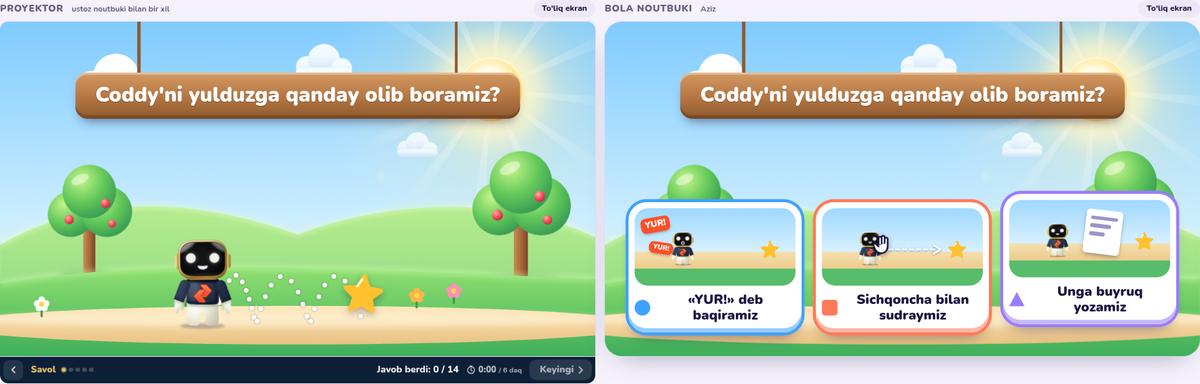 PROYEKTOR ustoz noutbuki bilan bir xil To'liq ekran
Coddy'ni yulduzga qanday olib boramiz?
Savol Javob berdi: 0 / 14 0:00 / 6 daq Keyingi
BOLA NOUTBUKI Aziz To'liq ekran
Coddy'ni yulduzga qanday olib boramiz?
YUR!
YUR!
«YUR!» deb
baqiramiz
Sichqoncha bilan
sudraymiz
Unga buyruq
yozamiz